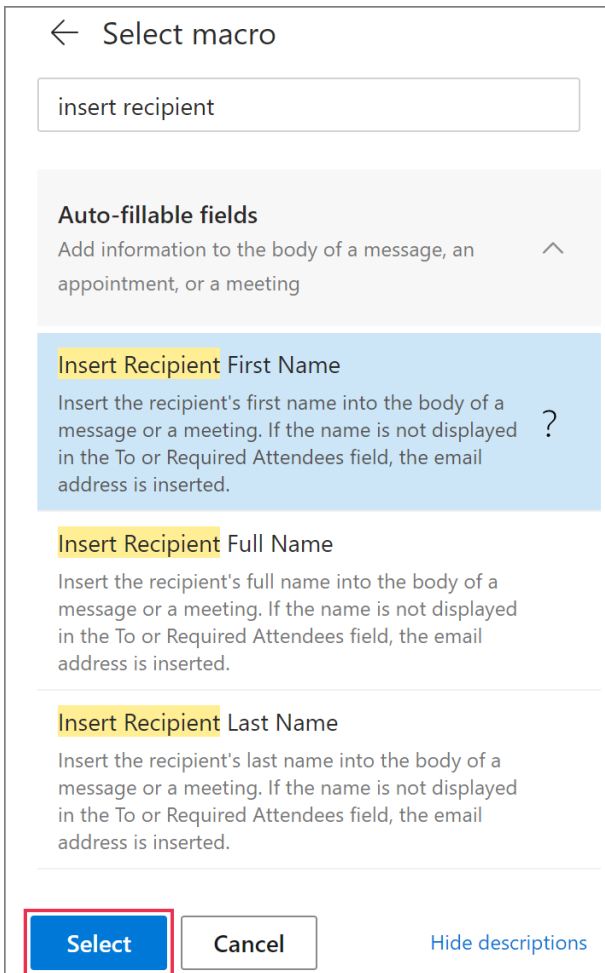 ← Select macro
insert recipient
Auto-fillable fields
Add information to the body of a message, an
appointment, or a meeting
Insert Recipient First Name
Insert the recipient's first name into the body of a
message or a meeting. If the name is not displayed
in the To or Required Attendees field, the email
address is inserted.
?
Insert Recipient Full Name
Insert the recipient's full name into the body of a
message or a meeting. If the name is not displayed
in the To or Required Attendees field, the email
address is inserted.
Insert Recipient Last Name
Insert the recipient's last name into the body of a
message or a meeting. If the name is not displayed
in the To or Required Attendees field, the email
address is inserted.
Select Cancel Hide descriptions